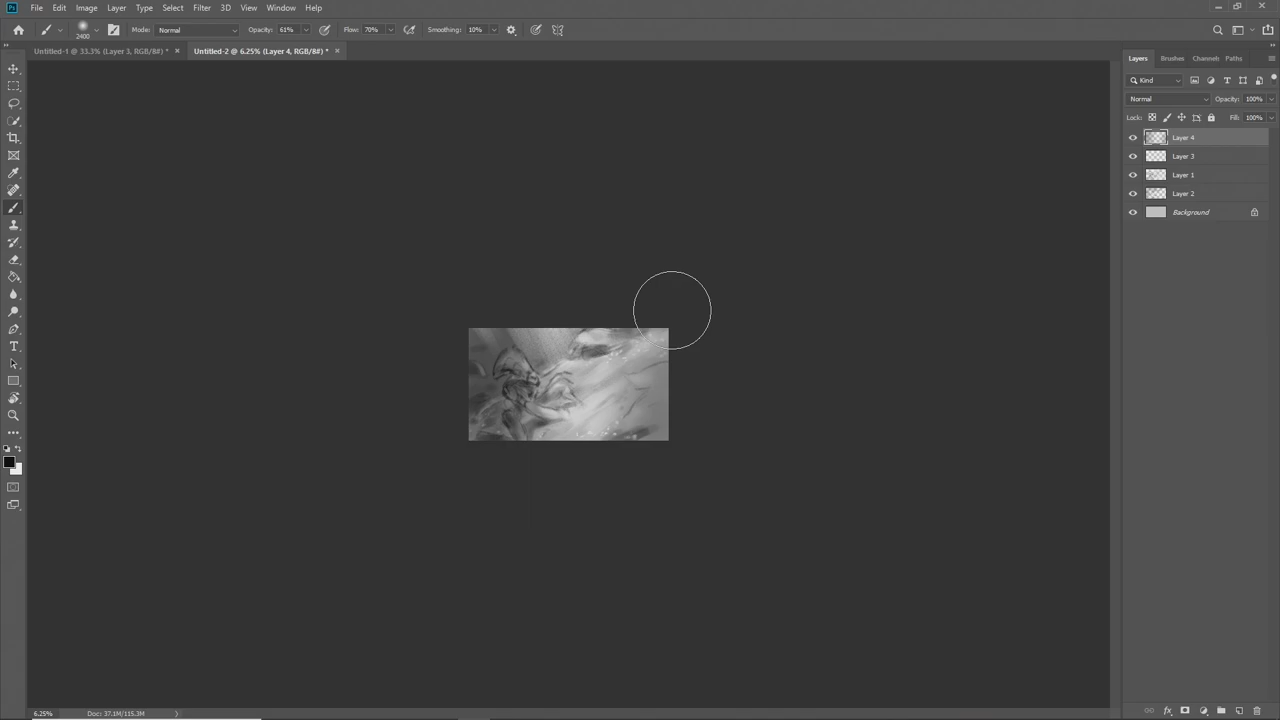 Ps File Edit Image Layer Type Select Filter 3D View Window Help
2400 Mode: Normal Opacity: 61% Flow: 70% Smoothing: 10%
Untitled-1 @ 33.3% (Layer 3, RGB/8#) * × Untitled-2 @ 6.25% (Layer 4, RGB/8#) * ×
Layers Brushes Channels Paths
Kind
Normal Opacity: 100%
Lock: Fill: 100%
Layer 4
Layer 3
Layer 1
Layer 2
Background
6.25% Doc: 37.1M/115.3M